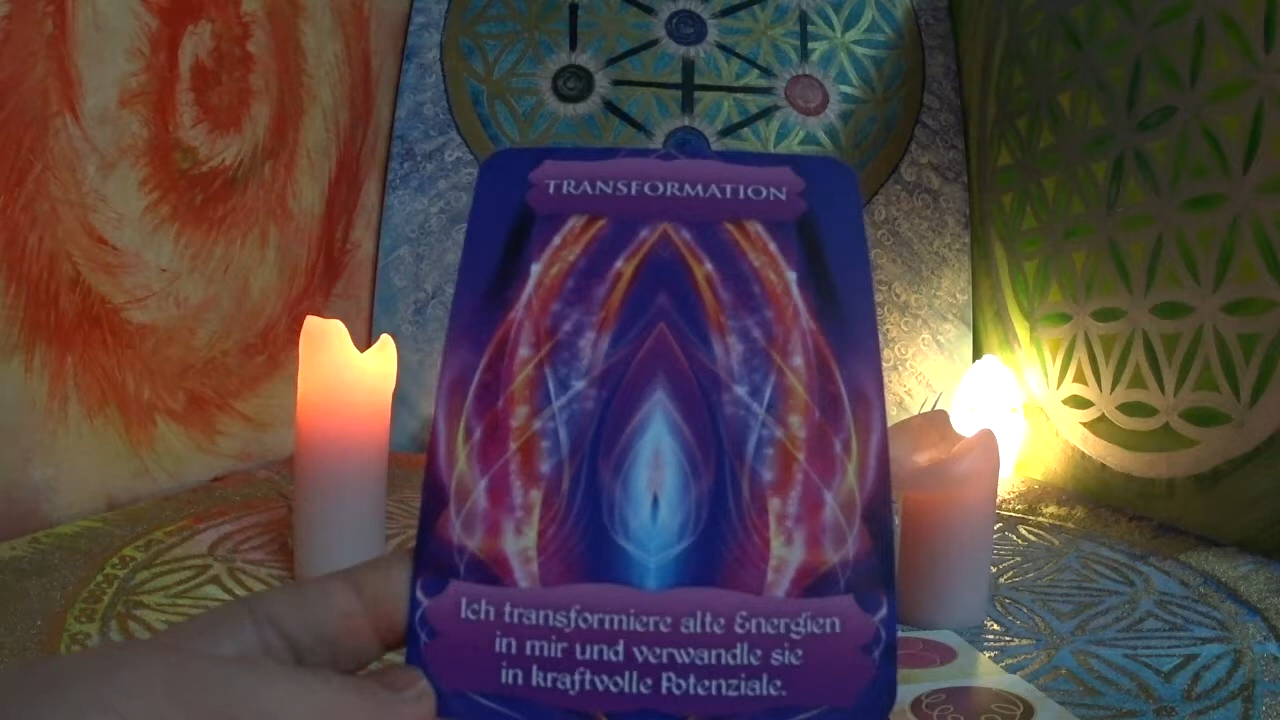 TRANSFORMATION
Ich transformiere alte Energien
in mir und verwandle sie
in kraftvolle Potenziale.